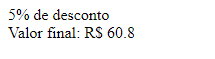 5% de desconto
Valor final: R$ 60.8